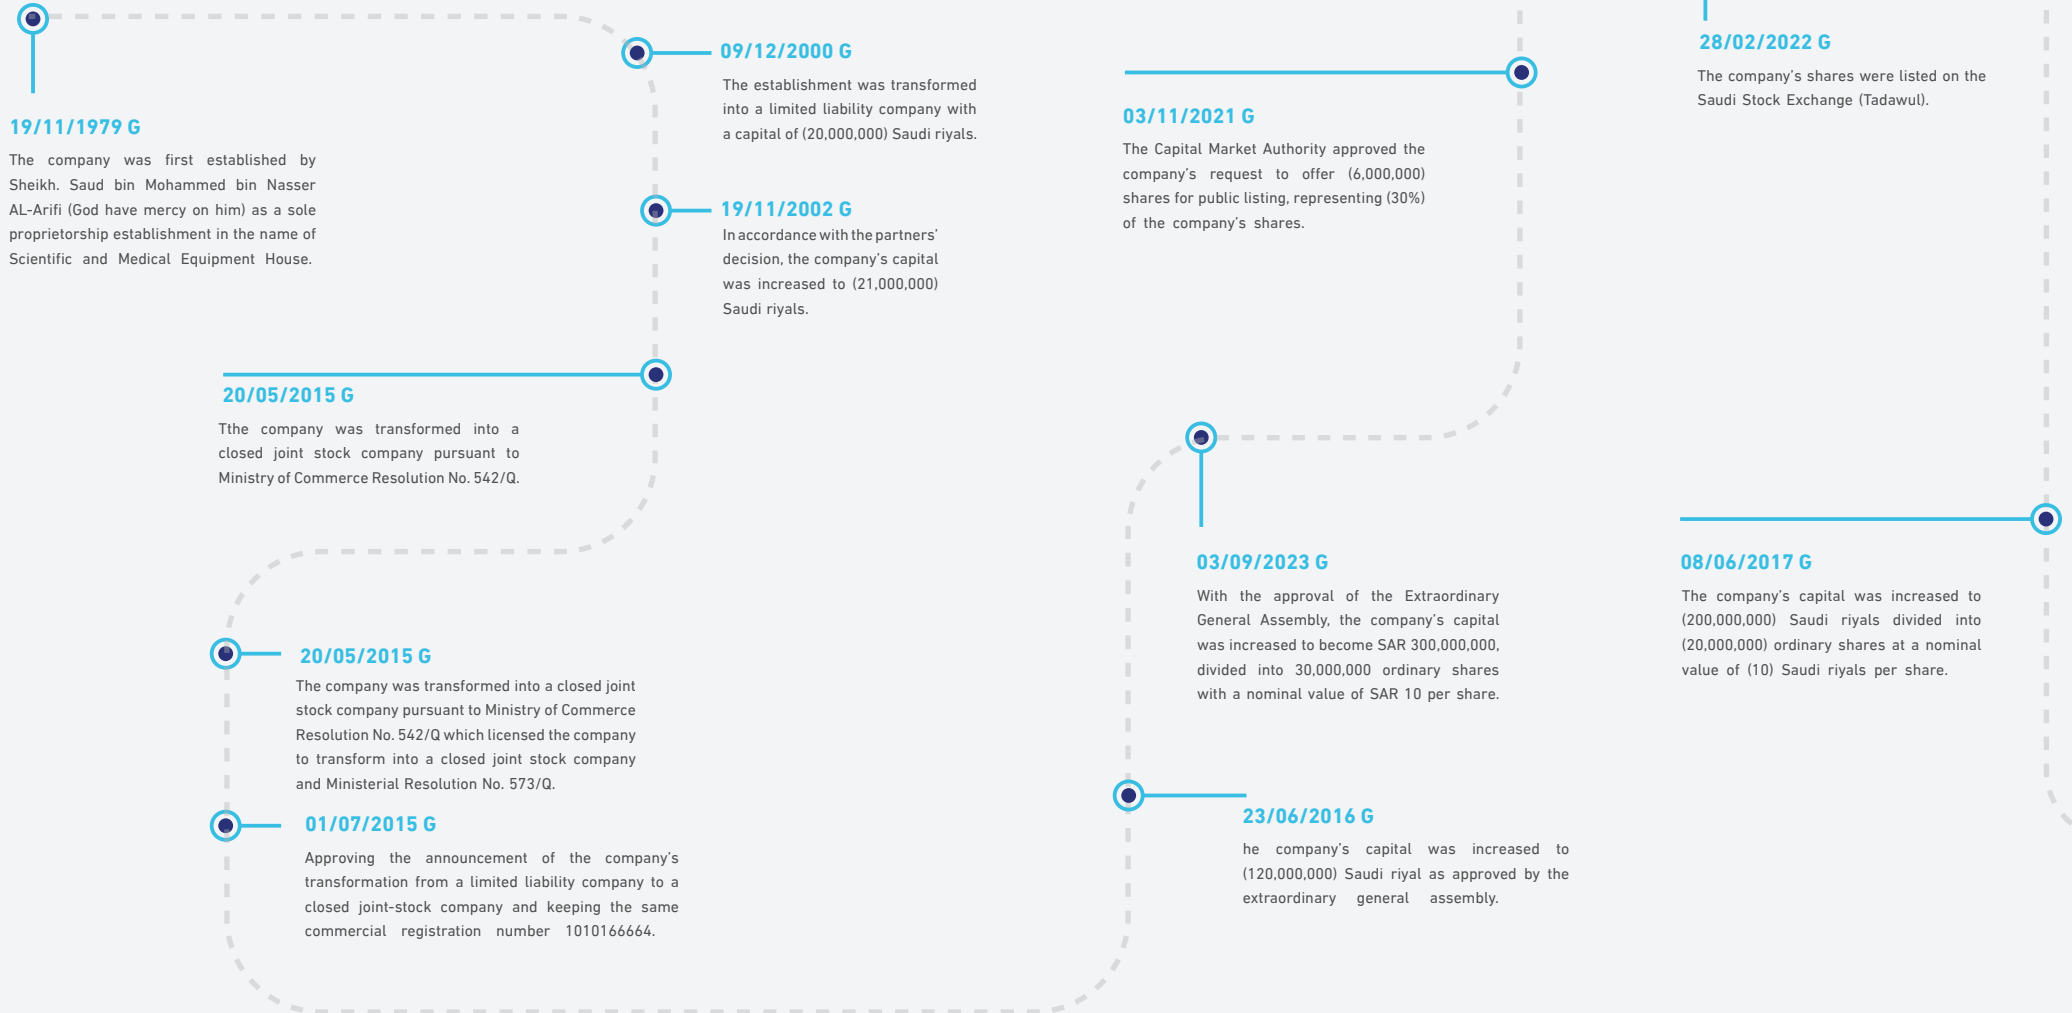 19/11/1979 G
The company was first established by
Sheikh. Saud bin Mohammed bin Nasser
AL-Arifi (God have mercy on him) as a sole
proprietorship establishment in the name of
Scientific and Medical Equipment House.
09/12/2000 G
The establishment was transformed
into a limited liability company with
a capital of (20,000,000) Saudi riyals.
19/11/2002 G
In accordance with the partners'
decision, the company's capital
was increased to (21,000,000)
Saudi riyals.
20/05/2015 G
Tthe company was transformed into a
closed joint stock company pursuant to
Ministry of Commerce Resolution No. 542/Q.
20/05/2015 G
The company was transformed into a closed joint
stock company pursuant to Ministry of Commerce
Resolution No. 542/Q which licensed the company
to transform into a closed joint stock company
and Ministerial Resolution No. 573/Q.
01/07/2015 G
Approving the announcement of the company's
transformation from a limited liability company to a
closed joint-stock company and keeping the same
commercial registration number 1010166664.
03/11/2021 G
The Capital Market Authority approved the
company's request to offer (6,000,000)
shares for public listing, representing (30%)
of the company's shares.
03/09/2023 G
With the approval of the Extraordinary
General Assembly, the company's capital
was increased to become SAR 300,000,000,
divided into 30,000,000 ordinary shares
with a nominal value of SAR 10 per share.
23/06/2016 G
he company's capital was increased to
(120,000,000) Saudi riyal as approved by the
extraordinary general assembly.
28/02/2022 G
The company's shares were listed on the
Saudi Stock Exchange (Tadawul).
08/06/2017 G
The company's capital was increased to
(200,000,000) Saudi riyals divided into
(20,000,000) ordinary shares at a nominal
value of (10) Saudi riyals per share.